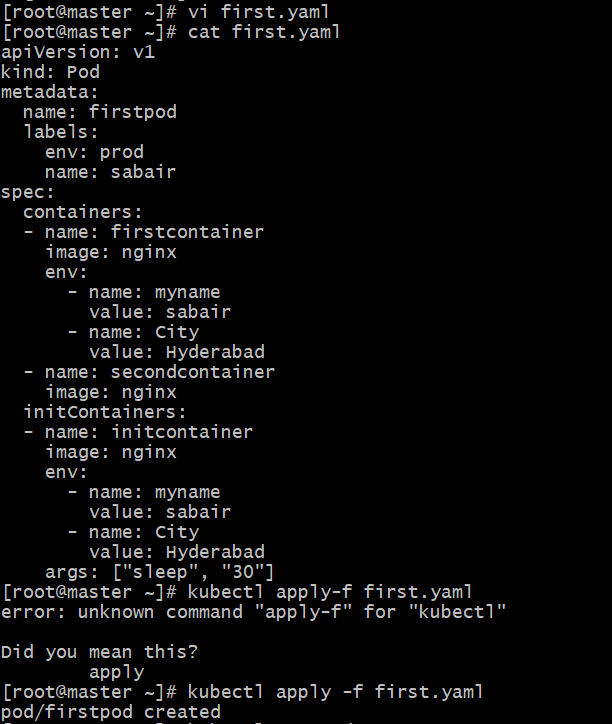 [root@master ~]# vi first.yaml
[root@master ~]# cat first.yaml
apiVersion: v1
kind: Pod
metadata:
  name: firstpod
  labels:
    env: prod
    name: sabair
spec:
  containers:
  - name: firstcontainer
    image: nginx
    env:
      - name: myname
        value: sabair
      - name: City
        value: Hyderabad
  - name: secondcontainer
    image: nginx
  initContainers:
  - name: initcontainer
    image: nginx
    env:
      - name: myname
        value: sabair
      - name: City
        value: Hyderabad
    args: ["sleep", "30"]
[root@master ~]# kubectl apply-f first.yaml
error: unknown command "apply-f" for "kubectl"

Did you mean this?
        apply
[root@master ~]# kubectl apply -f first.yaml
pod/firstpod created